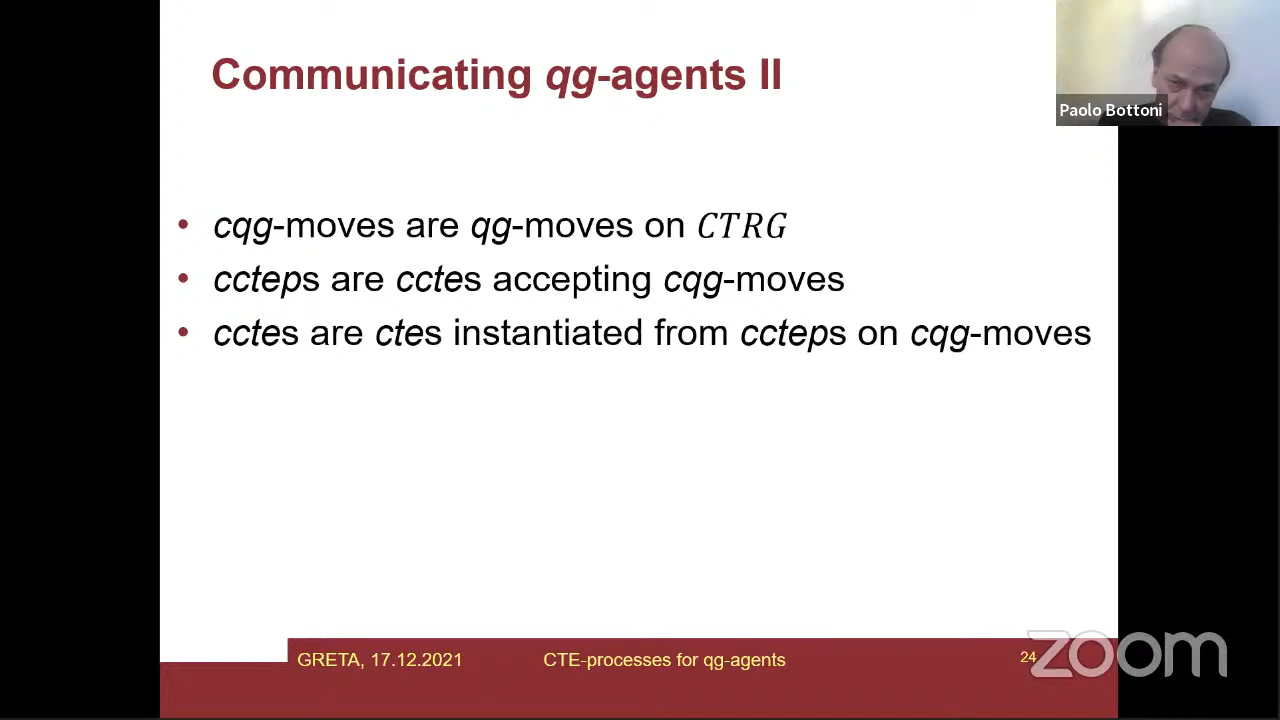 Communicating qg-agents II
Paolo Bottoni
• cqg-moves are qg-moves on CTRG
• ccteps are cctes accepting cqg-moves
• cctes are ctes instantiated from ccteps on cqg-moves
GRETA, 17.12.2021
CTE-processes for qg-agents
24
zoom